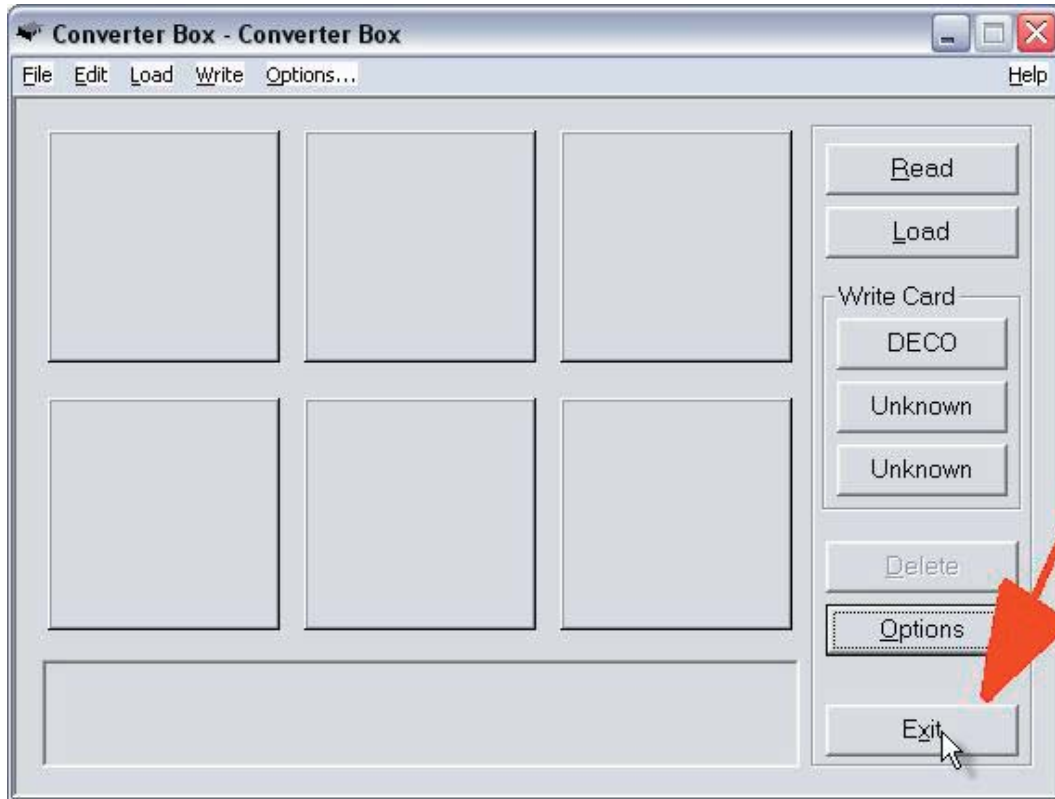 Converter Box - Converter Box
File Edit Load Write Options... Help
Read
Load
Write Card
DECO
Unknown
Unknown
Delete
Options
Exit